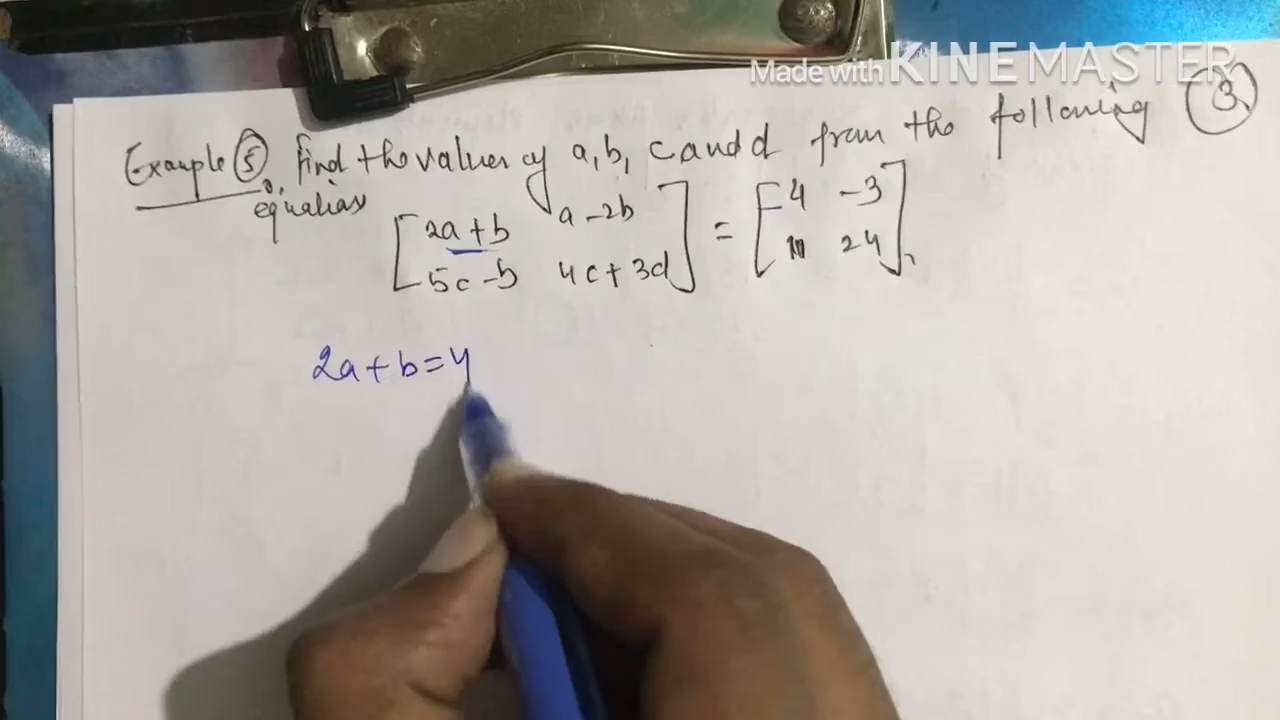 Made with KINEMASTER
Example 5, Find the values of a, b, c and d from the following 3
equation
[2a+b a-2b] = [4 -3]
[5c-b 4c+3d] [11 24].
2a+b=4